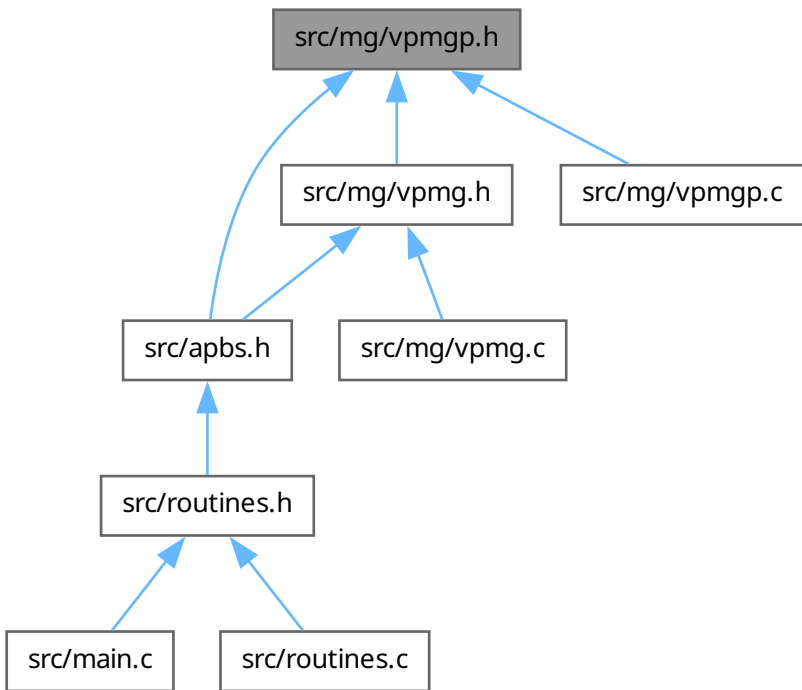 src/mg/vpmgp.h
src/mg/vpmg.h
src/mg/vpmgp.c
src/apbs.h
src/mg/vpmg.c
src/routines.h
src/main.c
src/routines.c